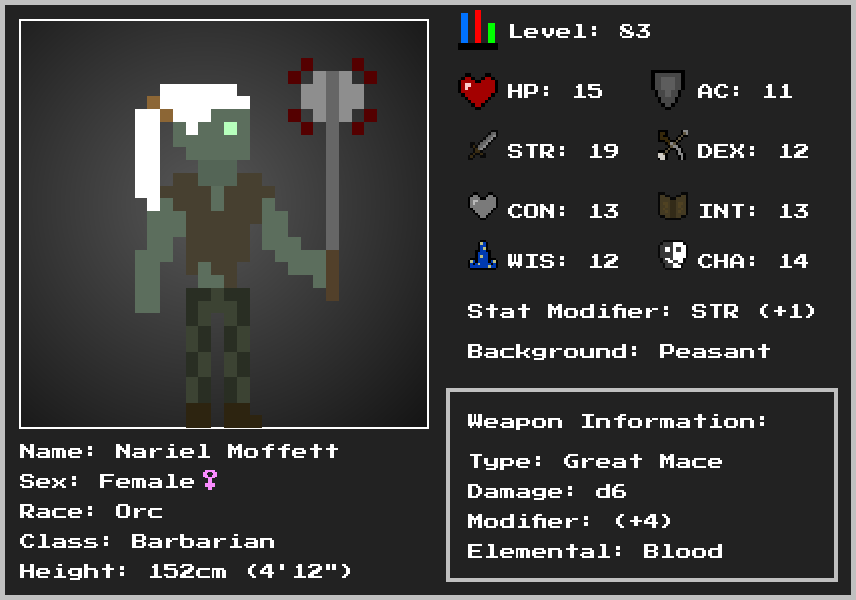 Level: 83
HP: 15 AC: 11
STR: 19 DEX: 12
CON: 13 INT: 13
WIS: 12 CHA: 14
Stat Modifier: STR (+1)
Background: Peasant
Name: Nariel Moffett
Sex: Female♀
Race: Orc
Class: Barbarian
Height: 152cm (4'12")
Weapon Information:
Type: Great Mace
Damage: d6
Modifier: (+4)
Elemental: Blood